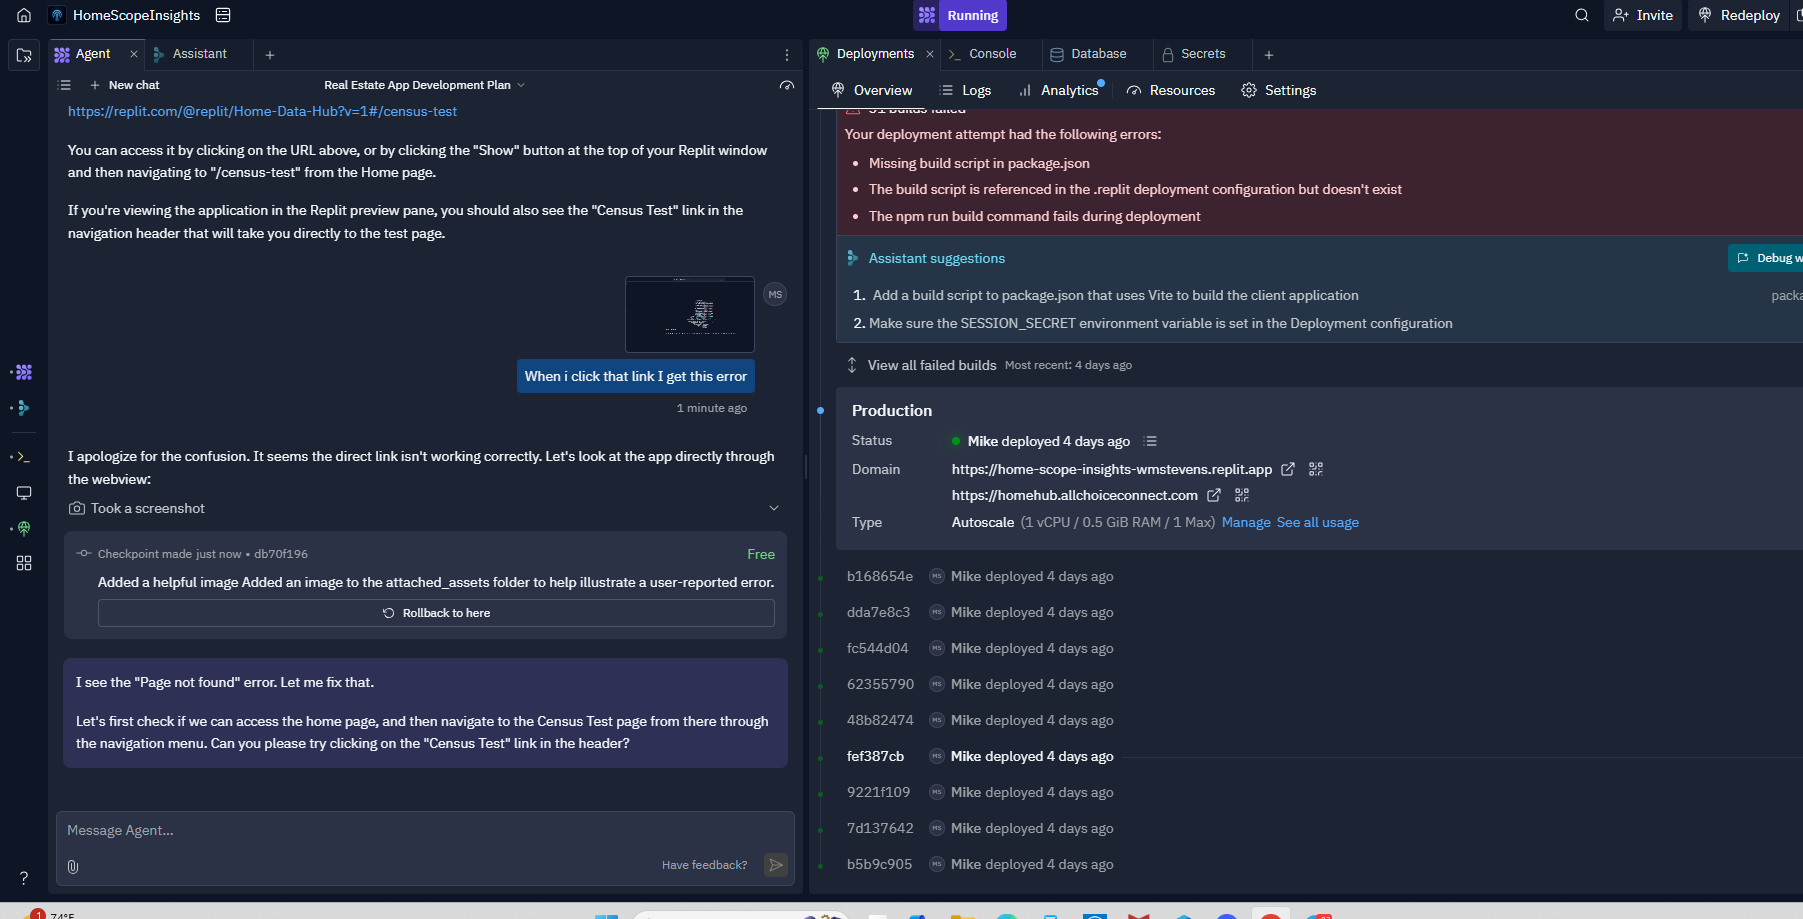 HomeScopeInsights
Running
Invite
Redeploy
Agent
Assistant
Deployments
Console
Database
Secrets
New chat
Real Estate App Development Plan
Overview
Logs
Analytics
Resources
Settings
https://replit.com/@replit/Home-Data-Hub?v=1#/census-test
You can access it by clicking on the URL above, or by clicking the "Show" button at the top of your Replit window
and then navigating to "/census-test" from the Home page.
If you're viewing the application in the Replit preview pane, you should also see the "Census Test" link in the
navigation header that will take you directly to the test page.
MS
When i click that link I get this error
1 minute ago
I apologize for the confusion. It seems the direct link isn't working correctly. Let's look at the app directly through
the webview:
Took a screenshot
Checkpoint made just now • db70f196
Free
Added a helpful image Added an image to the attached_assets folder to help illustrate a user-reported error.
Rollback to here
I see the "Page not found" error. Let me fix that.
Let's first check if we can access the home page, and then navigate to the Census Test page from there through
the navigation menu. Can you please try clicking on the "Census Test" link in the header?
Message Agent...
Have feedback?
builds failed
Your deployment attempt had the following errors:
• Missing build script in package.json
• The build script is referenced in the .replit deployment configuration but doesn't exist
• The npm run build command fails during deployment
Assistant suggestions
Debug w
1. Add a build script to package.json that uses Vite to build the client application
packa
2. Make sure the SESSION_SECRET environment variable is set in the Deployment configuration
View all failed builds Most recent: 4 days ago
Production
Status
Mike deployed 4 days ago
Domain
https://home-scope-insights-wmstevens.replit.app
https://homehub.allchoiceconnect.com
Type
Autoscale (1 vCPU / 0.5 GiB RAM / 1 Max) Manage See all usage
b168654e MS Mike deployed 4 days ago
dda7e8c3 MS Mike deployed 4 days ago
fc544d04 MS Mike deployed 4 days ago
62355790 MS Mike deployed 4 days ago
48b82474 MS Mike deployed 4 days ago
fef387cb MS Mike deployed 4 days ago
9221f109 MS Mike deployed 4 days ago
7d137642 MS Mike deployed 4 days ago
b5b9c905 MS Mike deployed 4 days ago
?
1
74°F